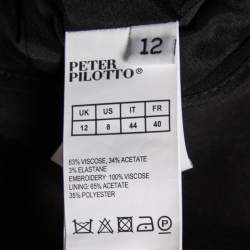 12
PETER
PILOTTO®
UK US IT FR
12 8 44 40
63% VISCOSE, 34% ACETATE
3% ELASTANE
EMBROIDERY: 100% VISCOSE
LINING: 65% ACETATE
35% POLYESTER